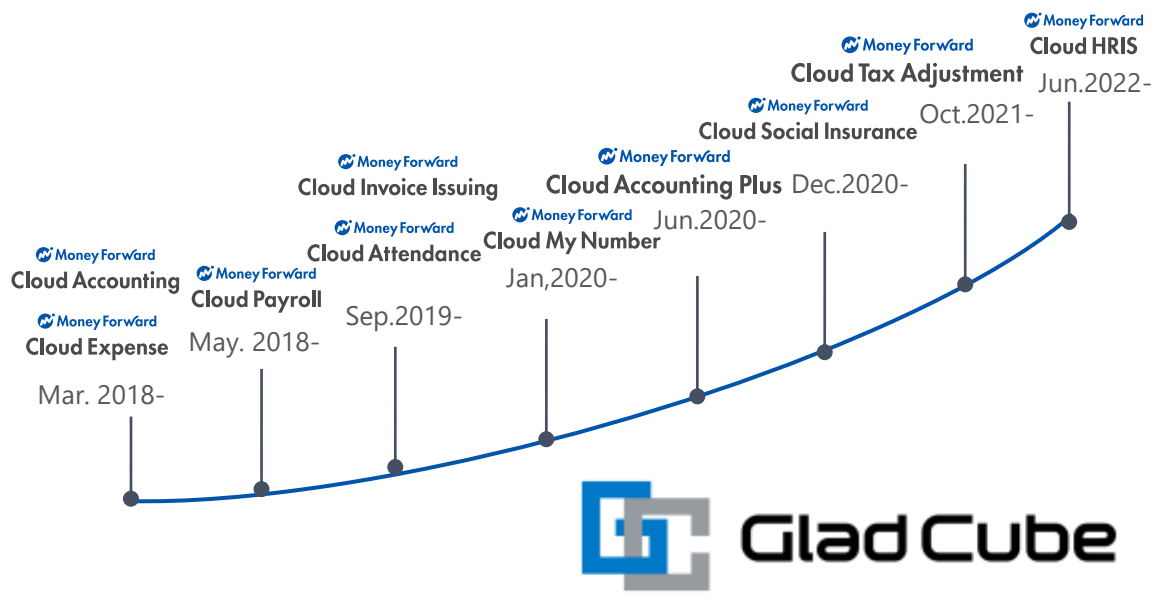 Money Forward
Cloud Accounting
Money Forward
Cloud Expense
Mar. 2018-
Money Forward
Cloud Payroll
May. 2018-
Money Forward
Cloud Invoice Issuing
Money Forward
Cloud Attendance
Sep.2019-
Money Forward
Cloud My Number
Jan,2020-
Money Forward
Cloud Accounting Plus
Jun.2020-
Money Forward
Cloud Social Insurance
Dec.2020-
Money Forward
Cloud Tax Adjustment
Oct.2021-
Money Forward
Cloud HRIS
Jun.2022-
Glad Cube